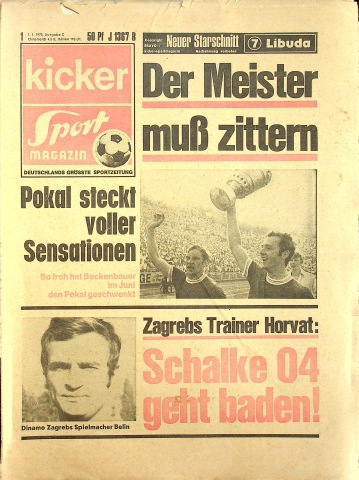 1
50 Pf J 1367 B
Neuer Starschnitt 7 Libuda
kicker
Sport
MAGAZIN
DEUTSCHLANDS GRÖSSTE SPORTZEITUNG
Der Meister
muß zittern
Pokal steckt
voller
Sensationen
So froh hat Beckenbauer
im Juni
den Pokal geschwenkt
Dinamo Zagrebs Spielmacher Belin
Zagrebs Trainer Horvat:
Schalke 04
geht baden!